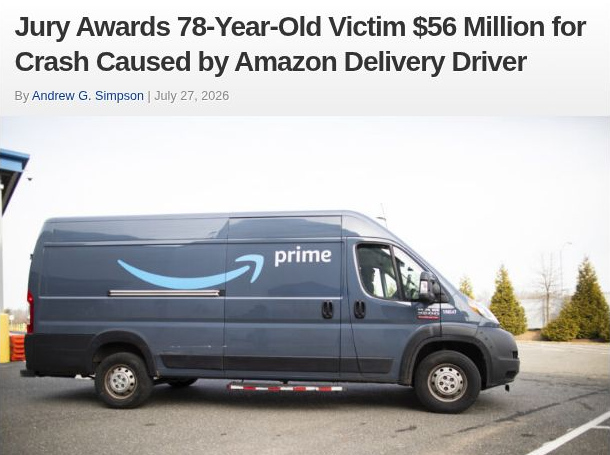 Jury Awards 78-Year-Old Victim $56 Million for
Crash Caused by Amazon Delivery Driver
By Andrew G. Simpson | July 27, 2026
prime
RAM